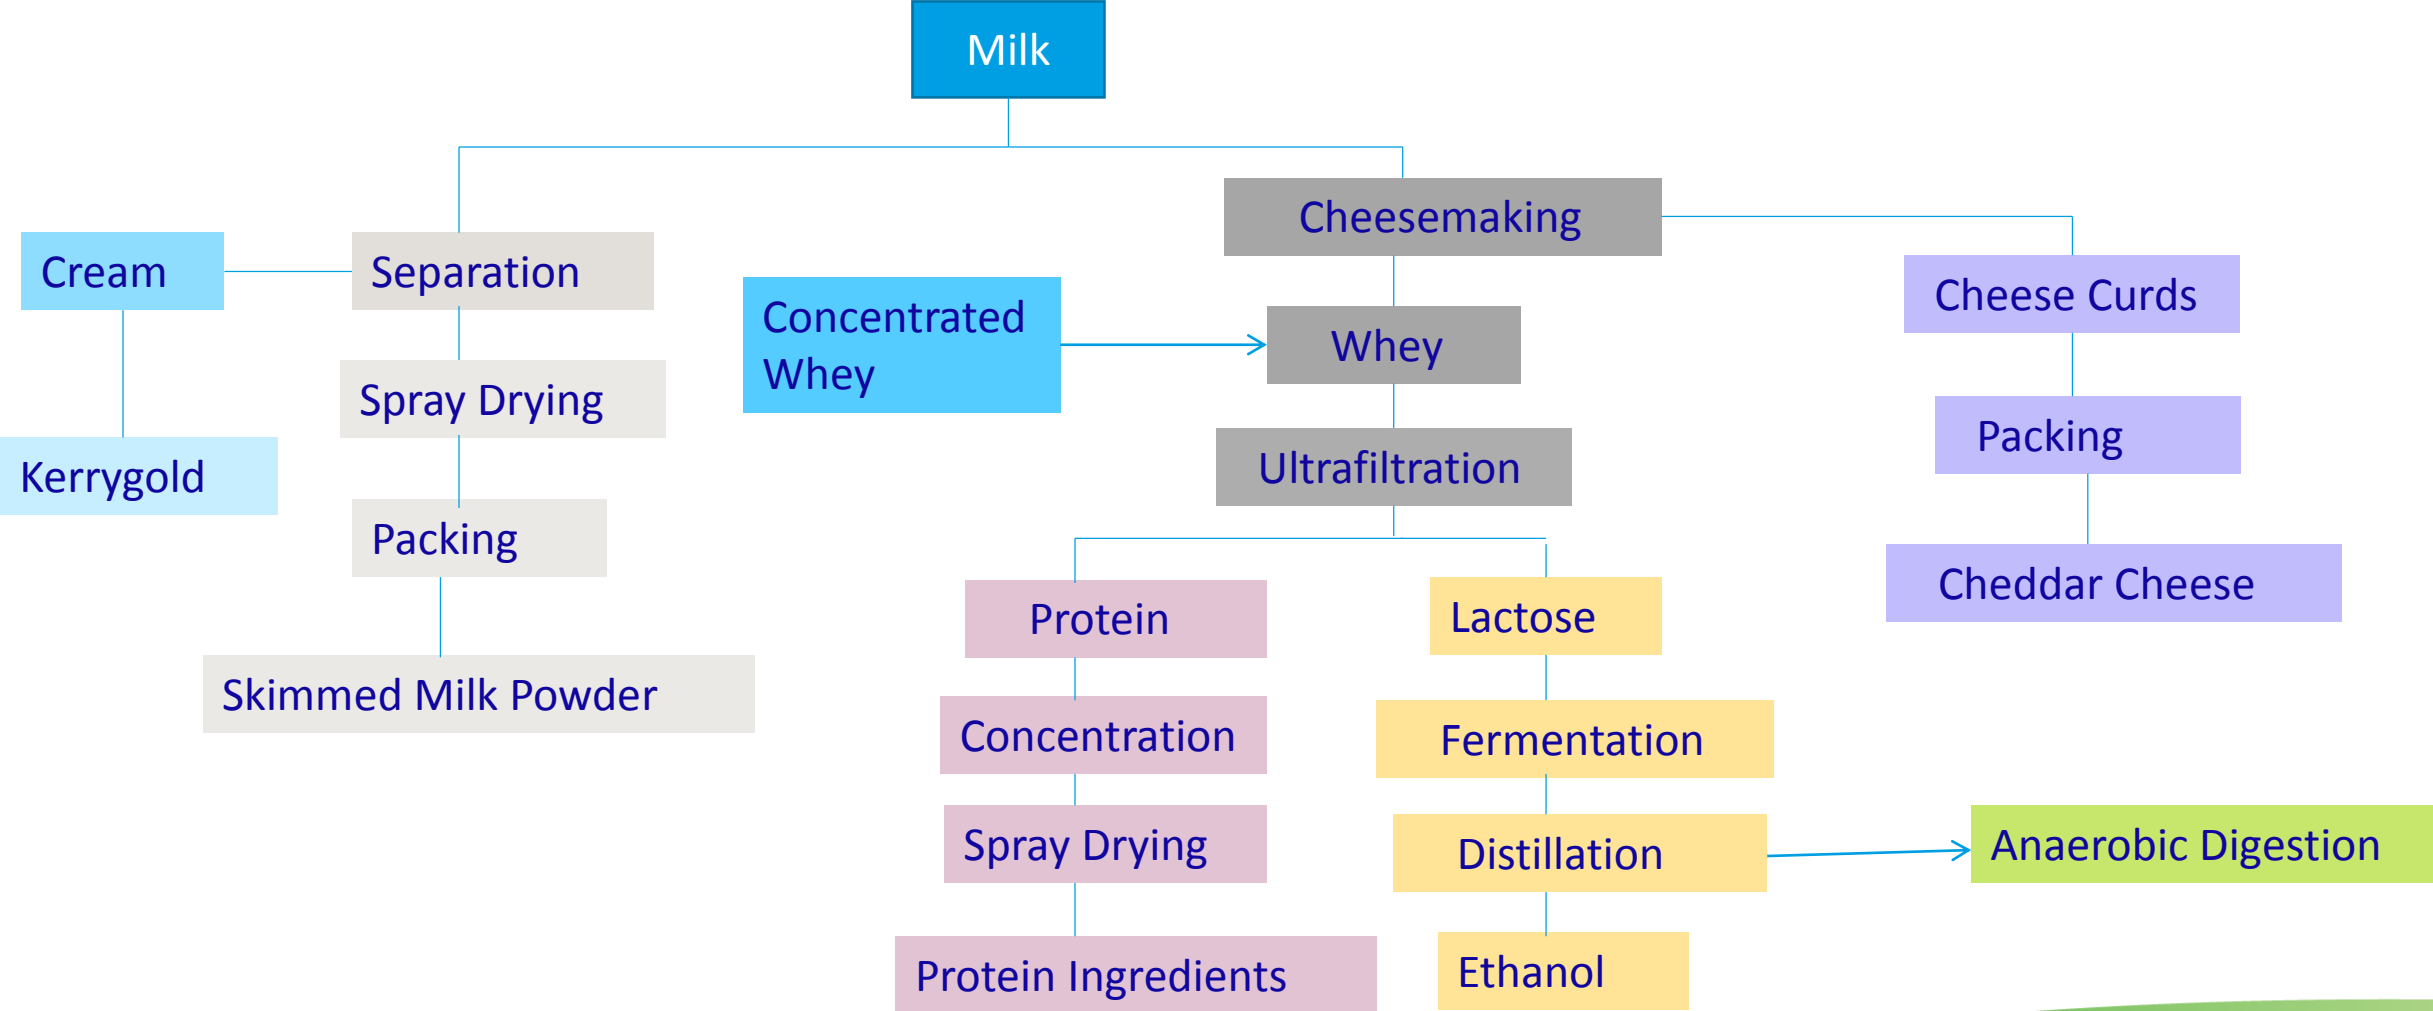 Milk
Cheesemaking
Cream
Separation
Cheese Curds
Concentrated
Whey
Whey
Spray Drying
Packing
Kerrygold
Ultrafiltration
Packing
Cheddar Cheese
Protein
Lactose
Skimmed Milk Powder
Concentration
Fermentation
Spray Drying
Distillation
Anaerobic Digestion
Protein Ingredients
Ethanol